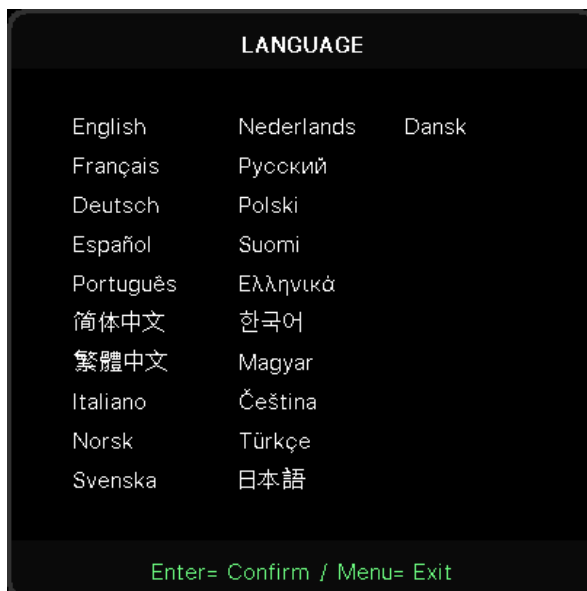 LANGUAGE
English Nederlands Dansk
Français Русский
Deutsch Polski
Español Suomi
Português Ελληνικά
简体中文 한국어
繁體中文 Magyar
Italiano Čeština
Norsk Türkçe
Svenska 日本語
Enter= Confirm / Menu= Exit